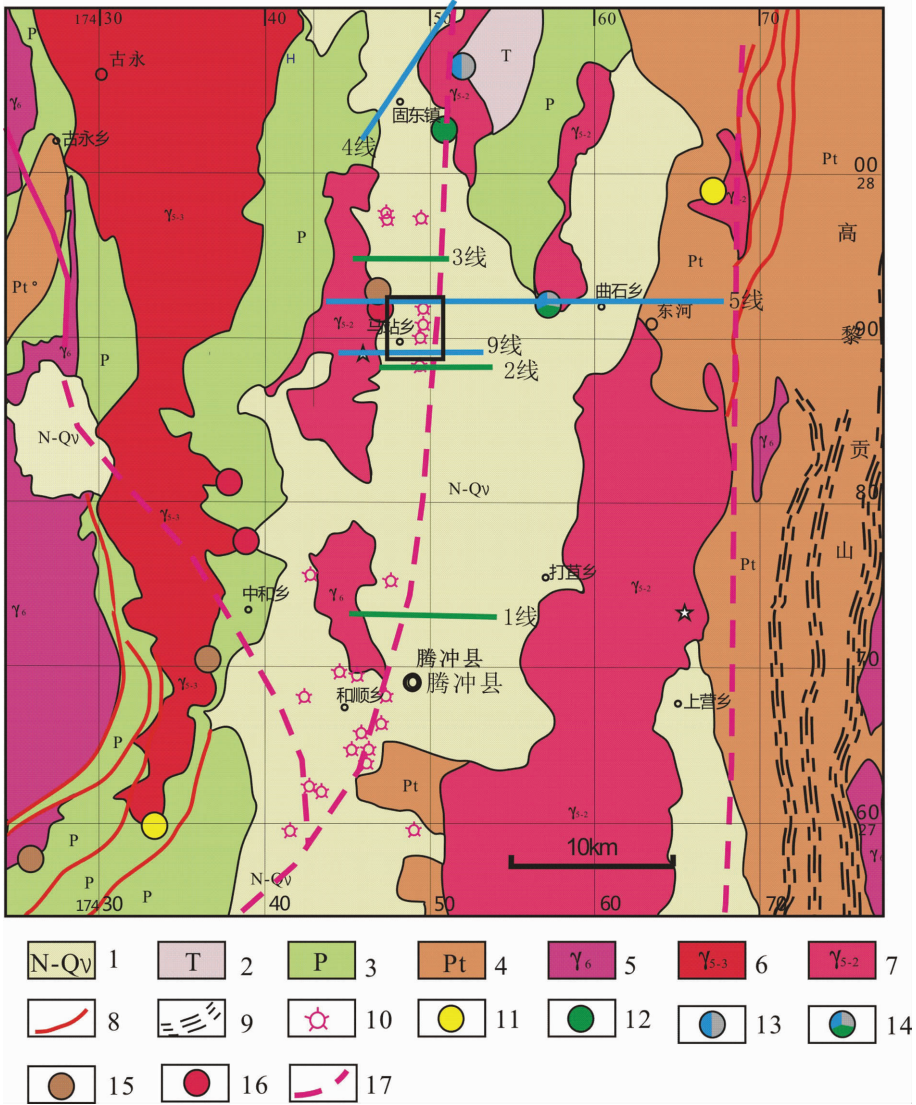 174 30 40 50 60 70
P
古永
H
T
γ₆
γ₅₋₂
P
固东镇
γ₅₋₂
4线
古永乡
Pt
00
28
γ₅₋₂
γ₅₋₃
P
高
3线
Pt
Pt
曲石乡
5线
东河
γ₅₋₂
马站乡
90
黎
9线
γ₆
P
2线
N-Qν
γ₆
贡
N-Qν
80
γ₅₋₃
山
Pt
打苴乡
γ₅₋₂
γ₆
中和乡
γ₆
1线
腾冲县
70
腾冲县
γ₅₋₃
和顺乡
上营乡
P
Pt
γ₅₋₂
60
27
P
10km
γ₆
P
N-Qν
P
174 30 40 50 60 70
N-Qν 1 T 2 P 3 Pt 4 γ₆ 5 γ₅₋₃ 6 γ₅₋₂ 7
8 9 10 11 12 13 14
15 16 17